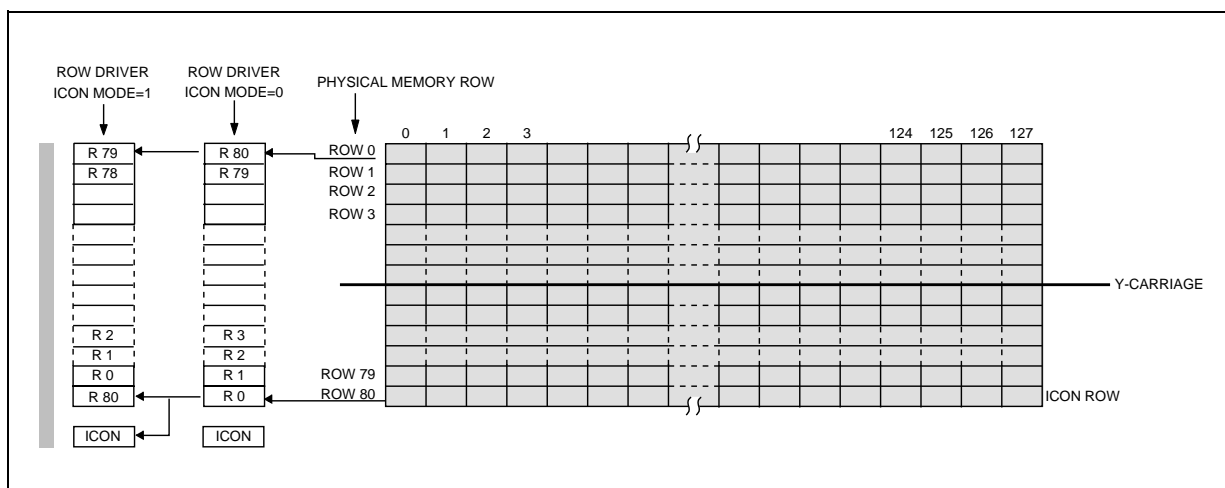 ROW DRIVER
ICON MODE=1
ROW DRIVER
ICON MODE=0
PHYSICAL MEMORY ROW
0 1 2 3 124 125 126 127
R 79 R 80 ROW 0
R 78 R 79 ROW 1
ROW 2
ROW 3
Y-CARRIAGE
R 2 R 3
R 1 R 2
R 0 R 1 ROW 79
R 80 R 0 ROW 80 ICON ROW
ICON ICON